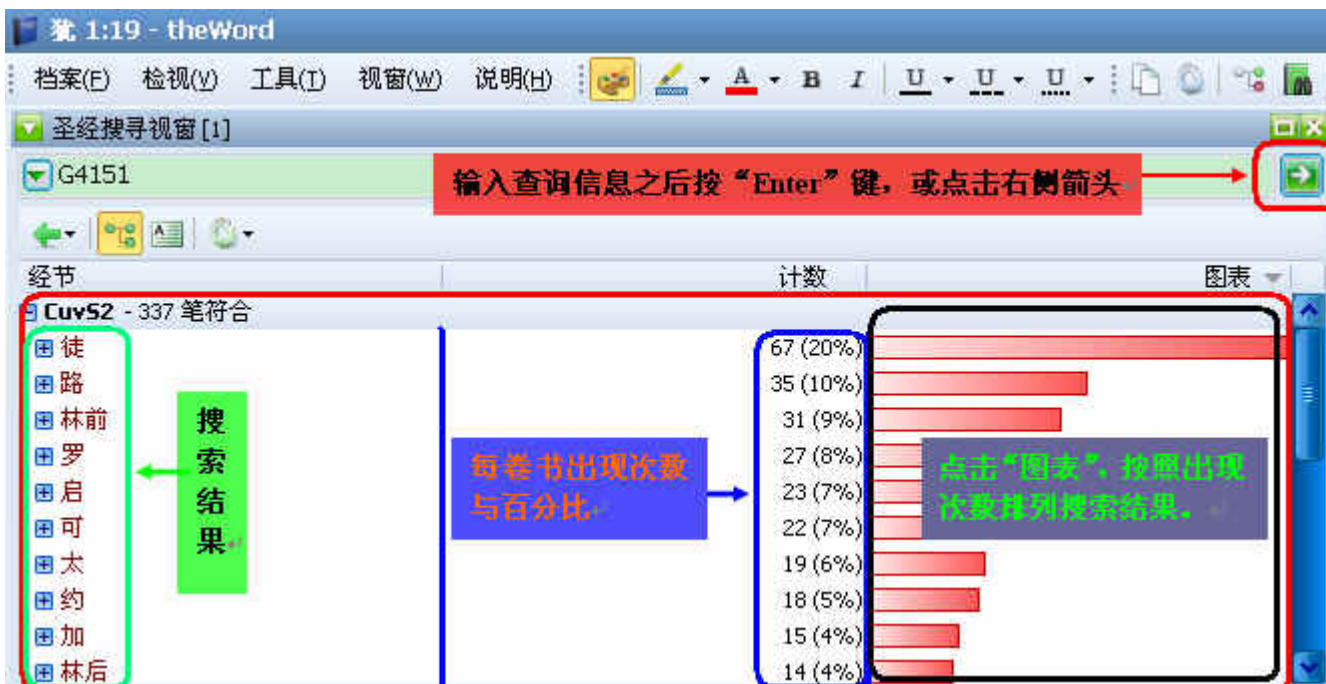 犹 1:19 - theWord
档案(F) 检视(V) 工具(T) 视窗(W) 说明(H) A B I U U U
圣经搜寻视窗 [1]
G4151
输入查询信息之后按“Enter”键，或点击右侧箭头
经节 计数 图表
CuvS2 - 337 笔符合
徒 67 (20%)
路 35 (10%)
林前 31 (9%)
罗 27 (8%)
启 23 (7%)
可 22 (7%)
太 19 (6%)
约 18 (5%)
加 15 (4%)
林后 14 (4%)
搜
索
结
果
每卷书出现次数
与百分比
点击“图表”，按照出现
次数排列搜索结果。